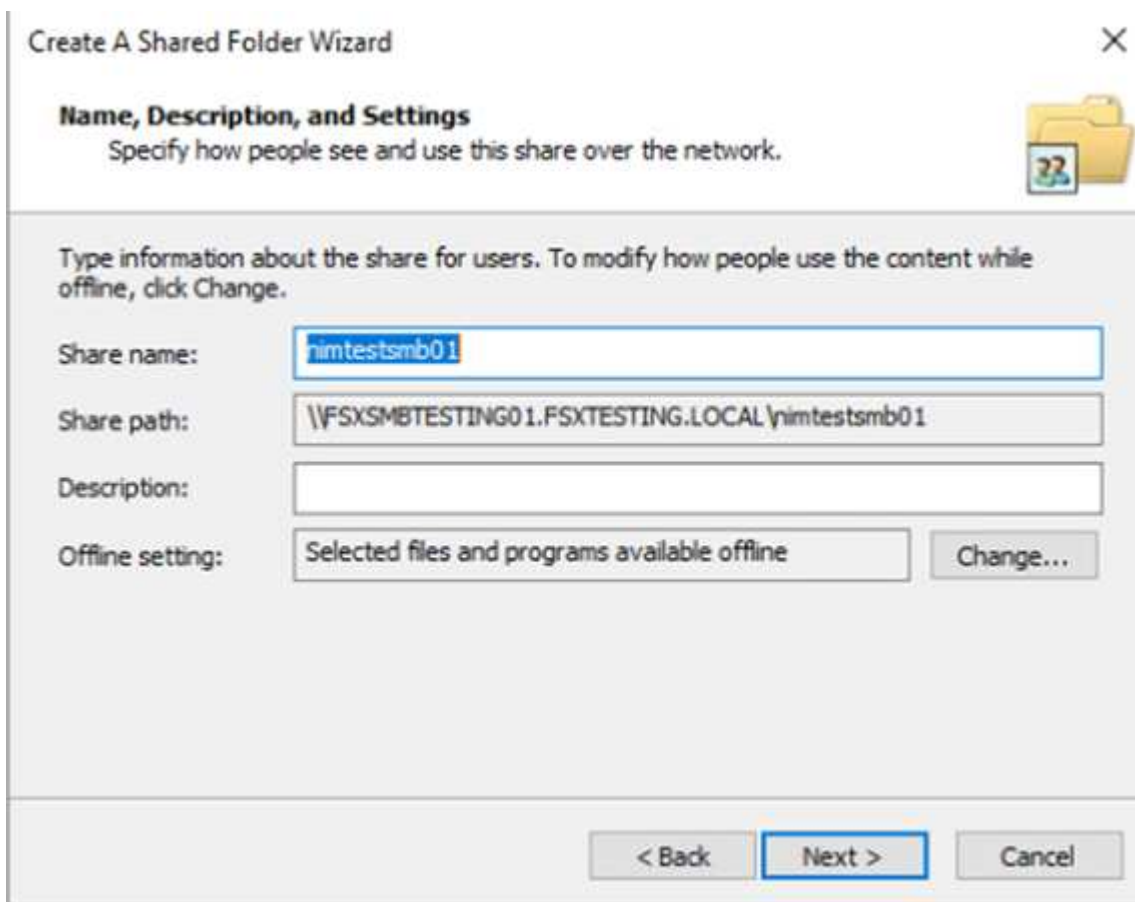 Create A Shared Folder Wizard
Name, Description, and Settings
Specify how people see and use this share over the network.
Type information about the share for users. To modify how people use the content while
offline, click Change.
Share name: nimtestsmb01
Share path: \\FSXSMBTESTING01.FSXTESTING.LOCAL\nimtestsmb01
Description:
Offline setting: Selected files and programs available offline Change...
< Back Next > Cancel